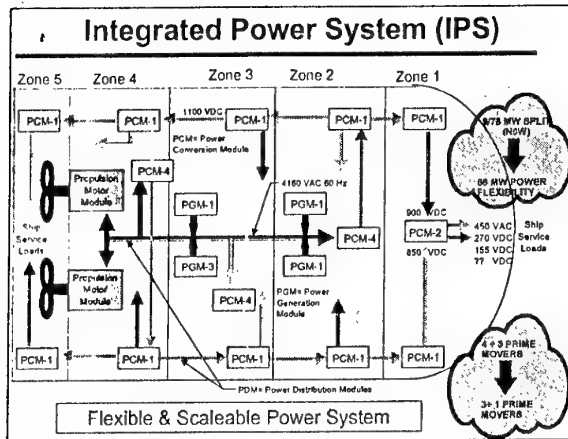 Integrated Power System (IPS)
Zone 5
Zone 4
Zone 3
Zone 2
Zone 1
PCM-1
PCM-1
1100 VDC
PCM-1
PCM-1
PCM-1
PCM= Power
Conversion Module
PCM-4
4160 VAC 60 Hz
Propulsion
Motor
Module
PGM-1
PGM-1
PCM-4
Ship
Service
Loads
Propulsion
Motor
Module
PGM-3
PGM-1
PCM-4
PGM= Power
Generation
Module
900 VDC
PCM-2
850 VDC
450 VAC
270 VDC
155 VDC
?? VDC
Ship
Service
Loads
MW SPLIT
(NOW)
MW POWER
FLEXIBILITY
PCM-1
PCM-1
PCM-1
PCM-1
PCM-1
PDM= Power Distribution Modules
4 + 3 PRIME
MOVERS
3+1 PRIME
MOVERS
Flexible & Scaleable Power System